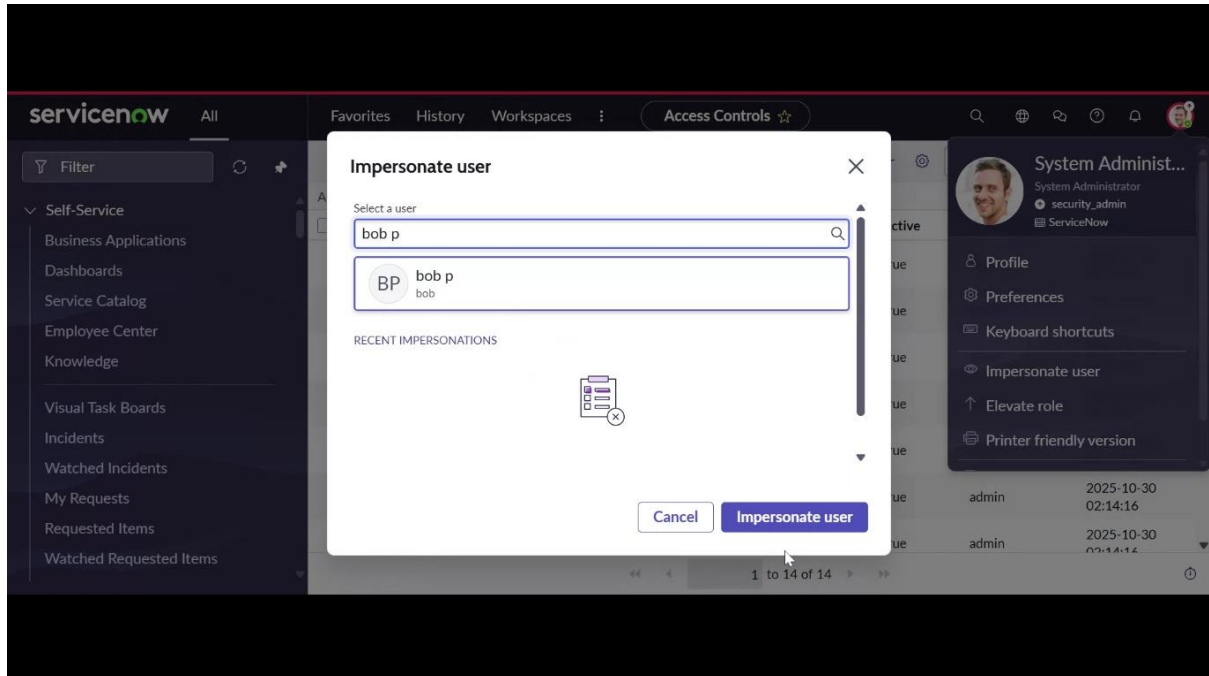 servicenow
All
Favorites
History
Workspaces
Access Controls
Filter
Self-Service
Business Applications
Dashboards
Service Catalog
Employee Center
Knowledge
Visual Task Boards
Incidents
Watched Incidents
My Requests
Requested Items
Watched Requested Items
Impersonate user
Select a user
bob p
BP
bob p
bob
RECENT IMPERSONATIONS
Cancel
Impersonate user
A
ctive
ue
ue
ue
ue
ue
ue admin 2025-10-30
02:14:16
ue admin 2025-10-30
02:14:16
1 to 14 of 14
System Administ...
System Administrator
security_admin
ServiceNow
Profile
Preferences
Keyboard shortcuts
Impersonate user
Elevate role
Printer friendly version